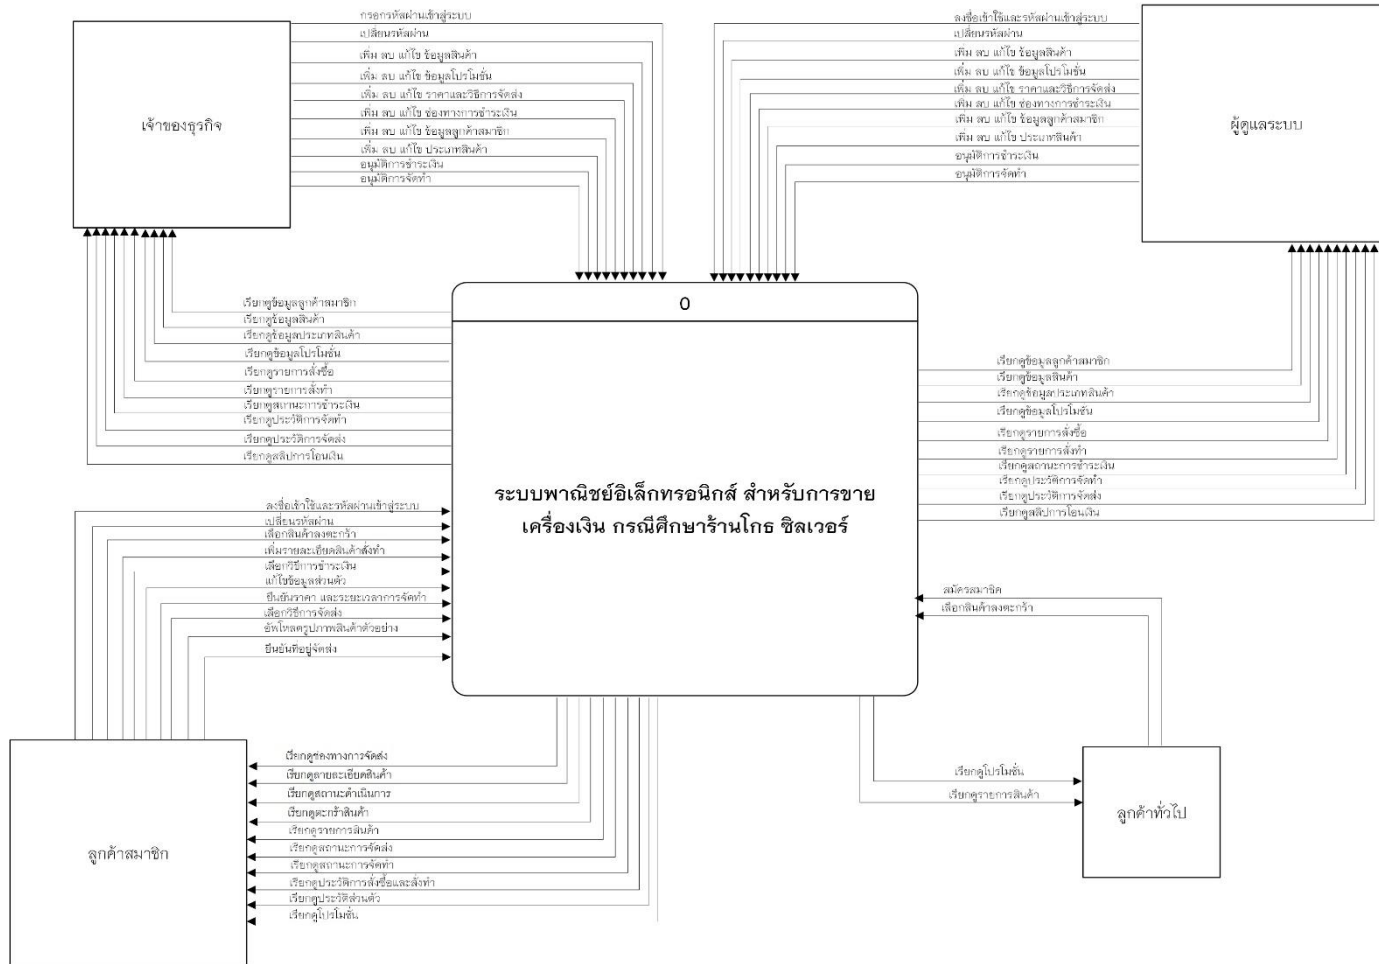 เจ้าของธุรกิจ
กรอกรหัสผ่านเข้าสู่ระบบ
เปลี่ยนรหัสผ่าน
เพิ่ม ลบ แก้ไข ข้อมูลสินค้า
เพิ่ม ลบ แก้ไข ข้อมูลโปรโมชั่น
เพิ่ม ลบ แก้ไข ราคาและวิธีการจัดส่ง
เพิ่ม ลบ แก้ไข ช่องทางการชำระเงิน
เพิ่ม ลบ แก้ไข ข้อมูลลูกค้าสมาชิก
เพิ่ม ลบ แก้ไข ประเภทสินค้า
อนุมัติการชำระเงิน
อนุมัติการจัดทำ
ลงชื่อเข้าใช้และรหัสผ่านเข้าสู่ระบบ
เปลี่ยนรหัสผ่าน
เพิ่ม ลบ แก้ไข ข้อมูลสินค้า
เพิ่ม ลบ แก้ไข ข้อมูลโปรโมชั่น
เพิ่ม ลบ แก้ไข ราคาและวิธีการจัดส่ง
เพิ่ม ลบ แก้ไข ช่องทางการชำระเงิน
เพิ่ม ลบ แก้ไข ข้อมูลลูกค้าสมาชิก
เพิ่ม ลบ แก้ไข ประเภทสินค้า
อนุมัติการชำระเงิน
อนุมัติการจัดทำ
ผู้ดูแลระบบ
เรียกดูข้อมูลลูกค้าสมาชิก
เรียกดูข้อมูลสินค้า
เรียกดูข้อมูลประเภทสินค้า
เรียกดูข้อมูลโปรโมชั่น
เรียกดูรายการสั่งซื้อ
เรียกดูรายการสั่งทำ
เรียกดูสถานะการชำระเงิน
เรียกดูประวัติการจัดทำ
เรียกดูประวัติการจัดส่ง
เรียกดูสลิปการโอนเงิน
0
ระบบพาณิชย์อิเล็กทรอนิกส์ สำหรับการขาย
เครื่องเงิน กรณีศึกษาร้านโกธ ซิลเวอร์
เรียกดูข้อมูลลูกค้าสมาชิก
เรียกดูข้อมูลสินค้า
เรียกดูข้อมูลประเภทสินค้า
เรียกดูข้อมูลโปรโมชั่น
เรียกดูรายการสั่งซื้อ
เรียกดูรายการสั่งทำ
เรียกดูสถานะการชำระเงิน
เรียกดูประวัติการจัดทำ
เรียกดูประวัติการจัดส่ง
เรียกดูสลิปการโอนเงิน
ลงชื่อเข้าใช้และรหัสผ่านเข้าสู่ระบบ
เปลี่ยนรหัสผ่าน
เลือกสินค้าลงตะกร้า
เพิ่มรายละเอียดสินค้าสั่งทำ
เลือกวิธีการชำระเงิน
แก้ไขข้อมูลส่วนตัว
ยืนยันราคา และระยะเวลาการจัดทำ
เลือกวิธีการจัดส่ง
อัพโหลดรูปภาพสินค้าตัวอย่าง
ยืนยันที่อยู่จัดส่ง
สมัครสมาชิค
เลือกสินค้าลงตะกร้า
ลูกค้าสมาชิก
เรียกดูช่องทางการจัดส่ง
เรียกดูลายละเอียดสินค้า
เรียกดูสถานะดำเนินการ
เรียกดูตะกร้าสินค้า
เรียกดูรายการสินค้า
เรียกดูสถานะการจัดส่ง
เรียกดูสถานะการจัดทำ
เรียกดูประวัติการสั่งซื้อและสั่งทำ
เรียกดูประวัติส่วนตัว
เรียกดูโปรโมชั่น
เรียกดูโปรโมชั่น
เรียกดูรายการสินค้า
ลูกค้าทั่วไป